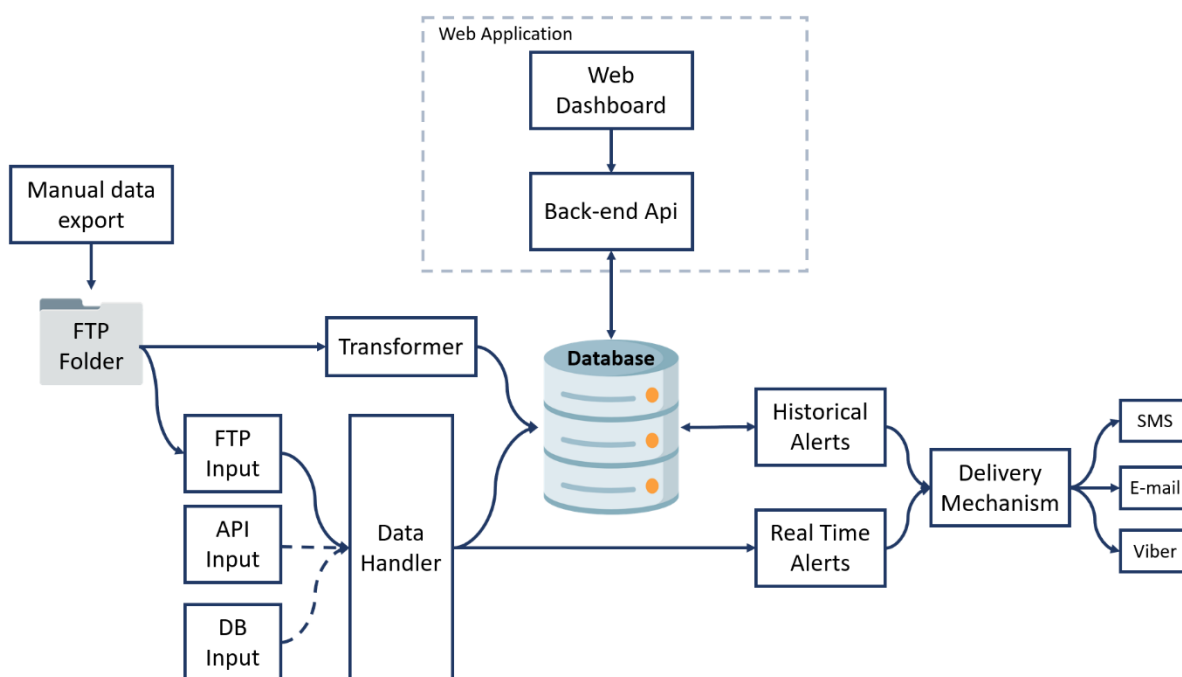 Web Application
Web
Dashboard
Back-end Api
Manual data
export
FTP
Folder
Transformer
Database
FTP
Input
API
Input
DB
Input
Data
Handler
Historical
Alerts
Real Time
Alerts
Delivery
Mechanism
SMS
E-mail
Viber